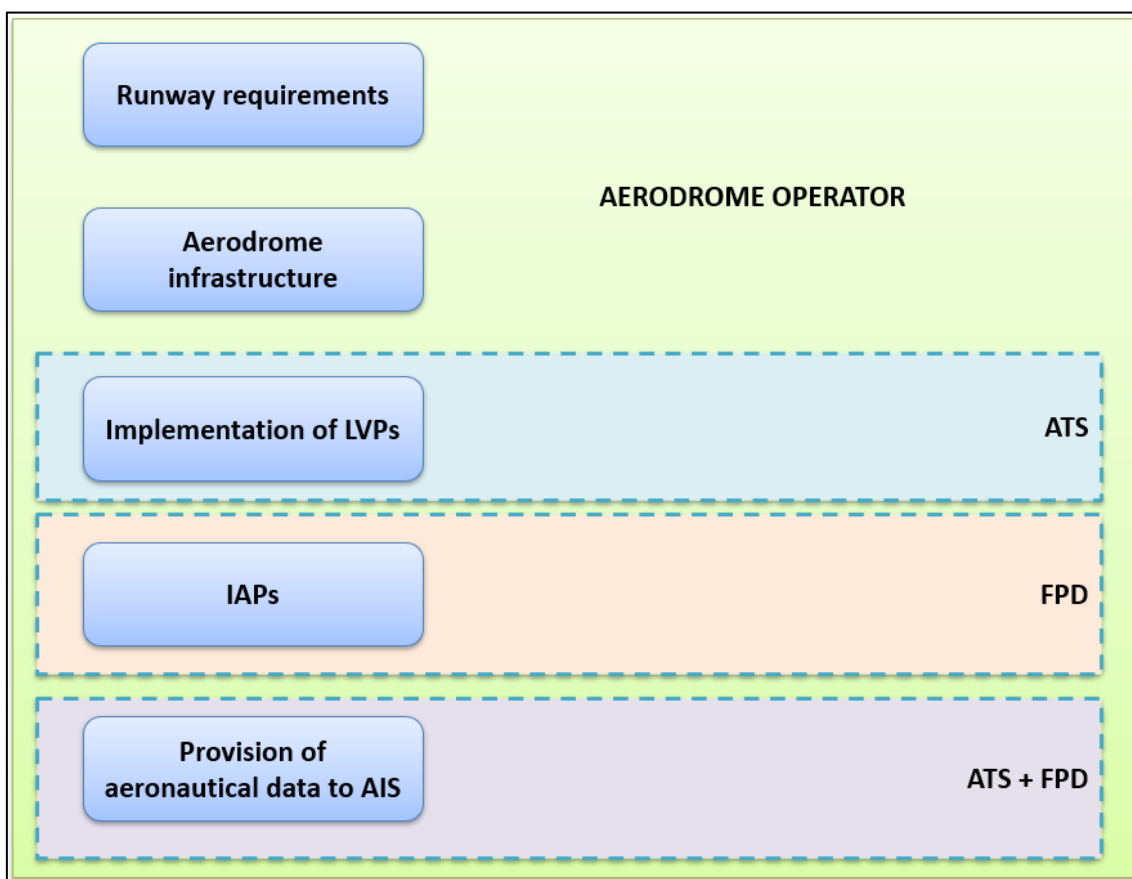 Runway requirements
AERODROME OPERATOR
Aerodrome
infrastructure
Implementation of LVPs
ATS
IAPs
FPD
Provision of
aeronautical data to AIS
ATS + FPD